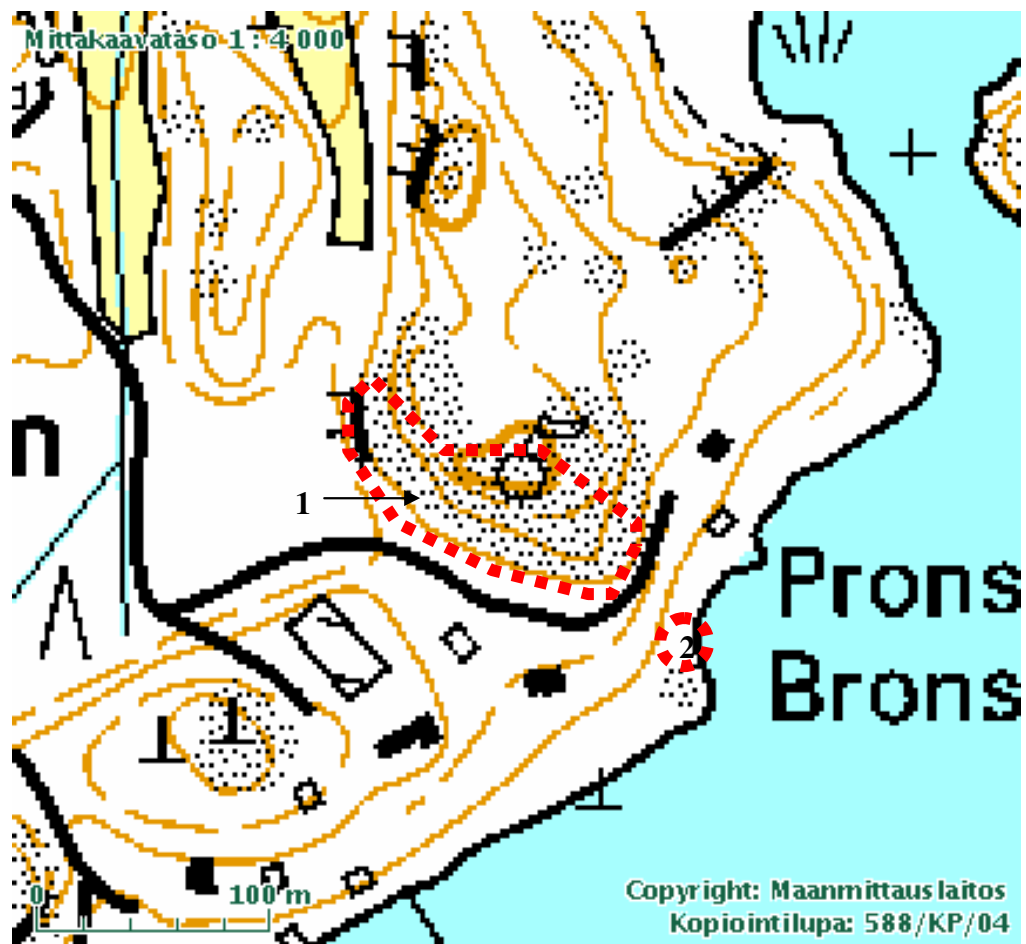 Mittakaavataso 1 : 4 000
n
1
Prons
2
Brons
0 100 m
Copyright: Maanmittauslaitos
Kopiointilupa: 588/KP/04